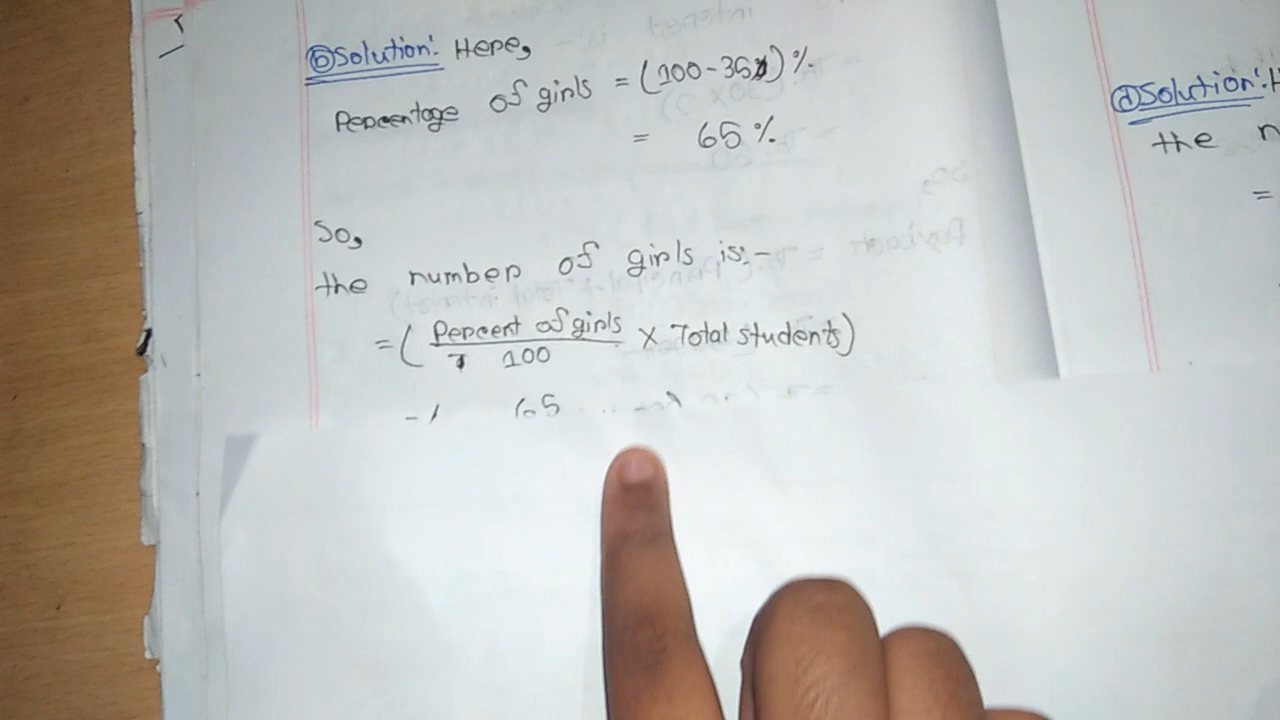 ⓑ Solution: Here,
Percentage of girls = (100-35)%
= 65%
So,
the number of girls is:-
= ( Percent of girls / 100 × Total students)
65
ⓓ Solution:
the
=